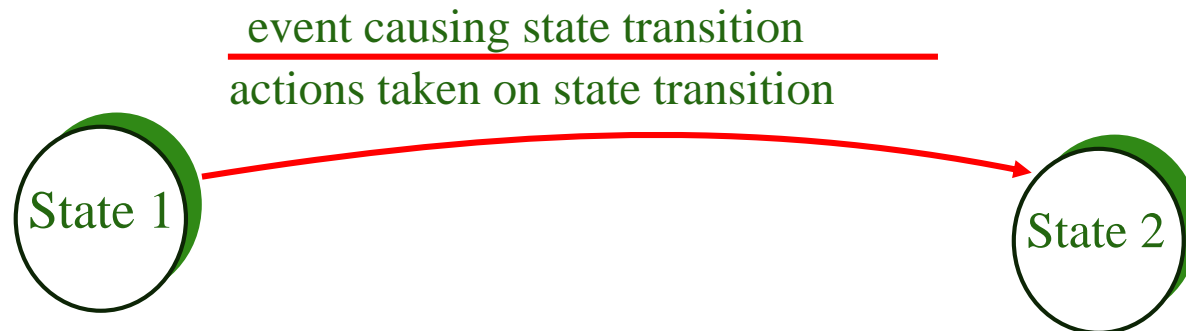 event causing state transition
actions taken on state transition
State 1
State 2